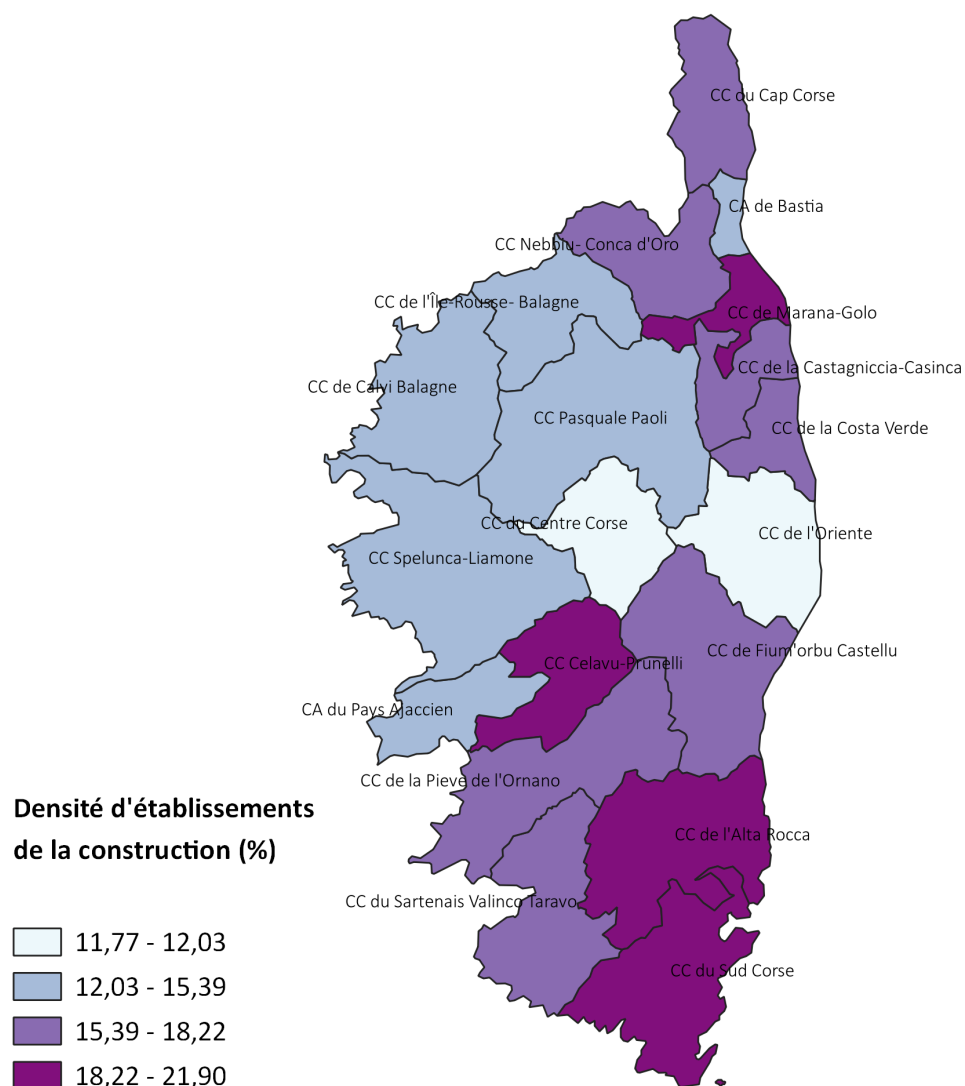 CC du Cap Corse
CA de Bastia
CC Nebbiu- Conca d'Oro
CC de l'Île-Rousse- Balagne
CC de Marana-Golo
CC de la Castagniccia-Casinca
CC de Calvi Balagne
CC Pasquale Paoli
CC de la Costa Verde
CC du Centre Corse
CC de l'Oriente
CC Spelunca-Liamone
CC de Fium'orbu Castellu
CC Celavu-Prunelli
CA du Pays Ajaccien
CC de la Pieve de l'Ornano
CC de l'Alta Rocca
CC du Sartenais Valinco Taravo
CC du Sud Corse
Densité d'établissements
de la construction (%)
11,77 - 12,03
12,03 - 15,39
15,39 - 18,22
18,22 - 21,90